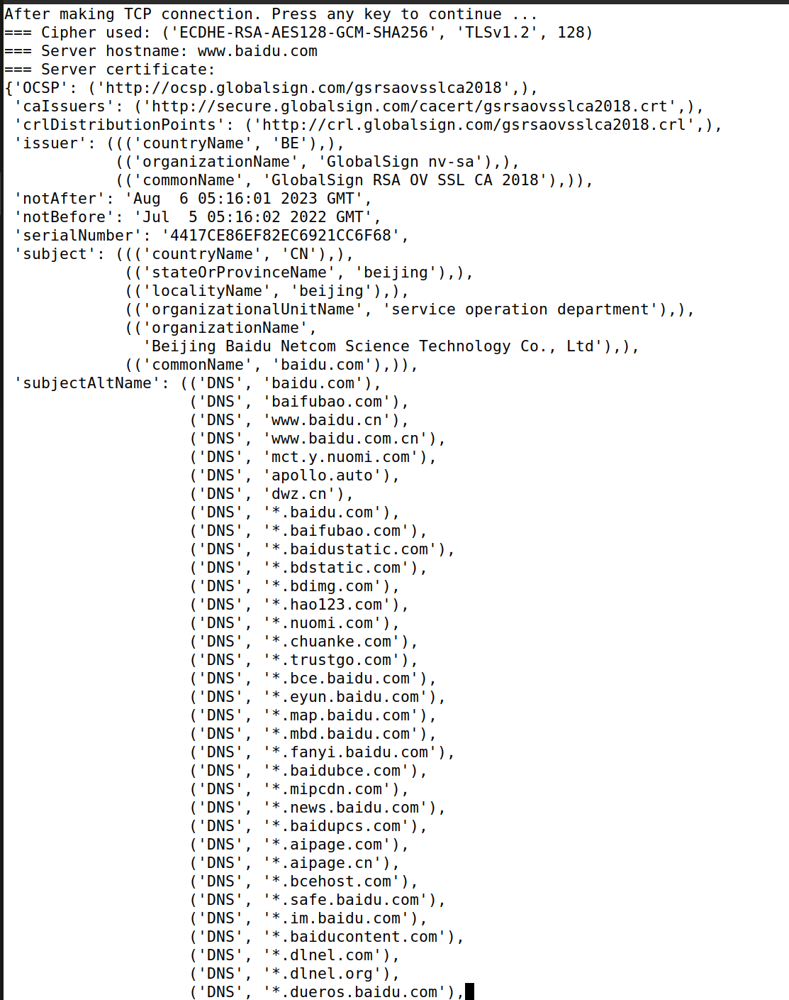 After making TCP connection. Press any key to continue ...
=== Cipher used: ('ECDHE-RSA-AES128-GCM-SHA256', 'TLSv1.2', 128)
=== Server hostname: www.baidu.com
=== Server certificate:
{'OCSP': ('http://ocsp.globalsign.com/gsrsaovsslca2018',),
 'caIssuers': ('http://secure.globalsign.com/cacert/gsrsaovsslca2018.crt',),
 'crlDistributionPoints': ('http://crl.globalsign.com/gsrsaovsslca2018.crl',),
 'issuer': ((('countryName', 'BE'),),
            (('organizationName', 'GlobalSign nv-sa'),),
            (('commonName', 'GlobalSign RSA OV SSL CA 2018'),)),
 'notAfter': 'Aug  6 05:16:01 2023 GMT',
 'notBefore': 'Jul  5 05:16:02 2022 GMT',
 'serialNumber': '4417CE86EF82EC6921CC6F68',
 'subject': ((('countryName', 'CN'),),
             (('stateOrProvinceName', 'beijing'),),
             (('localityName', 'beijing'),),
             (('organizationalUnitName', 'service operation department'),),
             (('organizationName',
               'Beijing Baidu Netcom Science Technology Co., Ltd'),),
             (('commonName', 'baidu.com'),)),
 'subjectAltName': (('DNS', 'baidu.com'),
                    ('DNS', 'baifubao.com'),
                    ('DNS', 'www.baidu.cn'),
                    ('DNS', 'www.baidu.com.cn'),
                    ('DNS', 'mct.y.nuomi.com'),
                    ('DNS', 'apollo.auto'),
                    ('DNS', 'dwz.cn'),
                    ('DNS', '*.baidu.com'),
                    ('DNS', '*.baifubao.com'),
                    ('DNS', '*.baidustatic.com'),
                    ('DNS', '*.bdstatic.com'),
                    ('DNS', '*.bdimg.com'),
                    ('DNS', '*.hao123.com'),
                    ('DNS', '*.nuomi.com'),
                    ('DNS', '*.chuanke.com'),
                    ('DNS', '*.trustgo.com'),
                    ('DNS', '*.bce.baidu.com'),
                    ('DNS', '*.eyun.baidu.com'),
                    ('DNS', '*.map.baidu.com'),
                    ('DNS', '*.mbd.baidu.com'),
                    ('DNS', '*.fanyi.baidu.com'),
                    ('DNS', '*.baidubce.com'),
                    ('DNS', '*.mipcdn.com'),
                    ('DNS', '*.news.baidu.com'),
                    ('DNS', '*.baidupcs.com'),
                    ('DNS', '*.aipage.com'),
                    ('DNS', '*.aipage.cn'),
                    ('DNS', '*.bcehost.com'),
                    ('DNS', '*.safe.baidu.com'),
                    ('DNS', '*.im.baidu.com'),
                    ('DNS', '*.baiducontent.com'),
                    ('DNS', '*.dlnel.com'),
                    ('DNS', '*.dlnel.org'),
                    ('DNS', '*.dueros.baidu.com'),